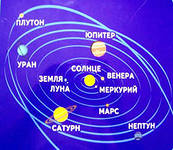 ПЛУТОН
ЮПИТЕР
УРАН
СОЛНЦЕ
ЗЕМЛЯ
ВЕНЕРА
ЛУНА
МЕРКУРИЙ
МАРС
САТУРН
НЕПТУН